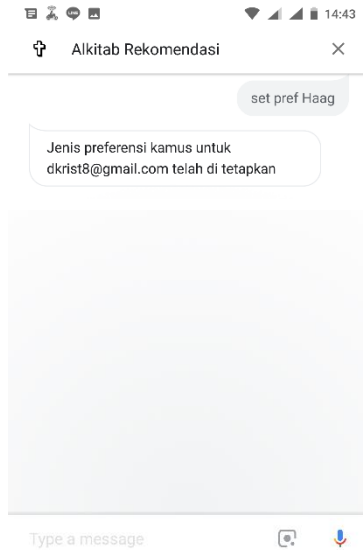 14:43
Alkitab Rekomendasi
set pref Haag
Jenis preferensi kamus untuk
dkrist8@gmail.com telah di tetapkan
Type a message